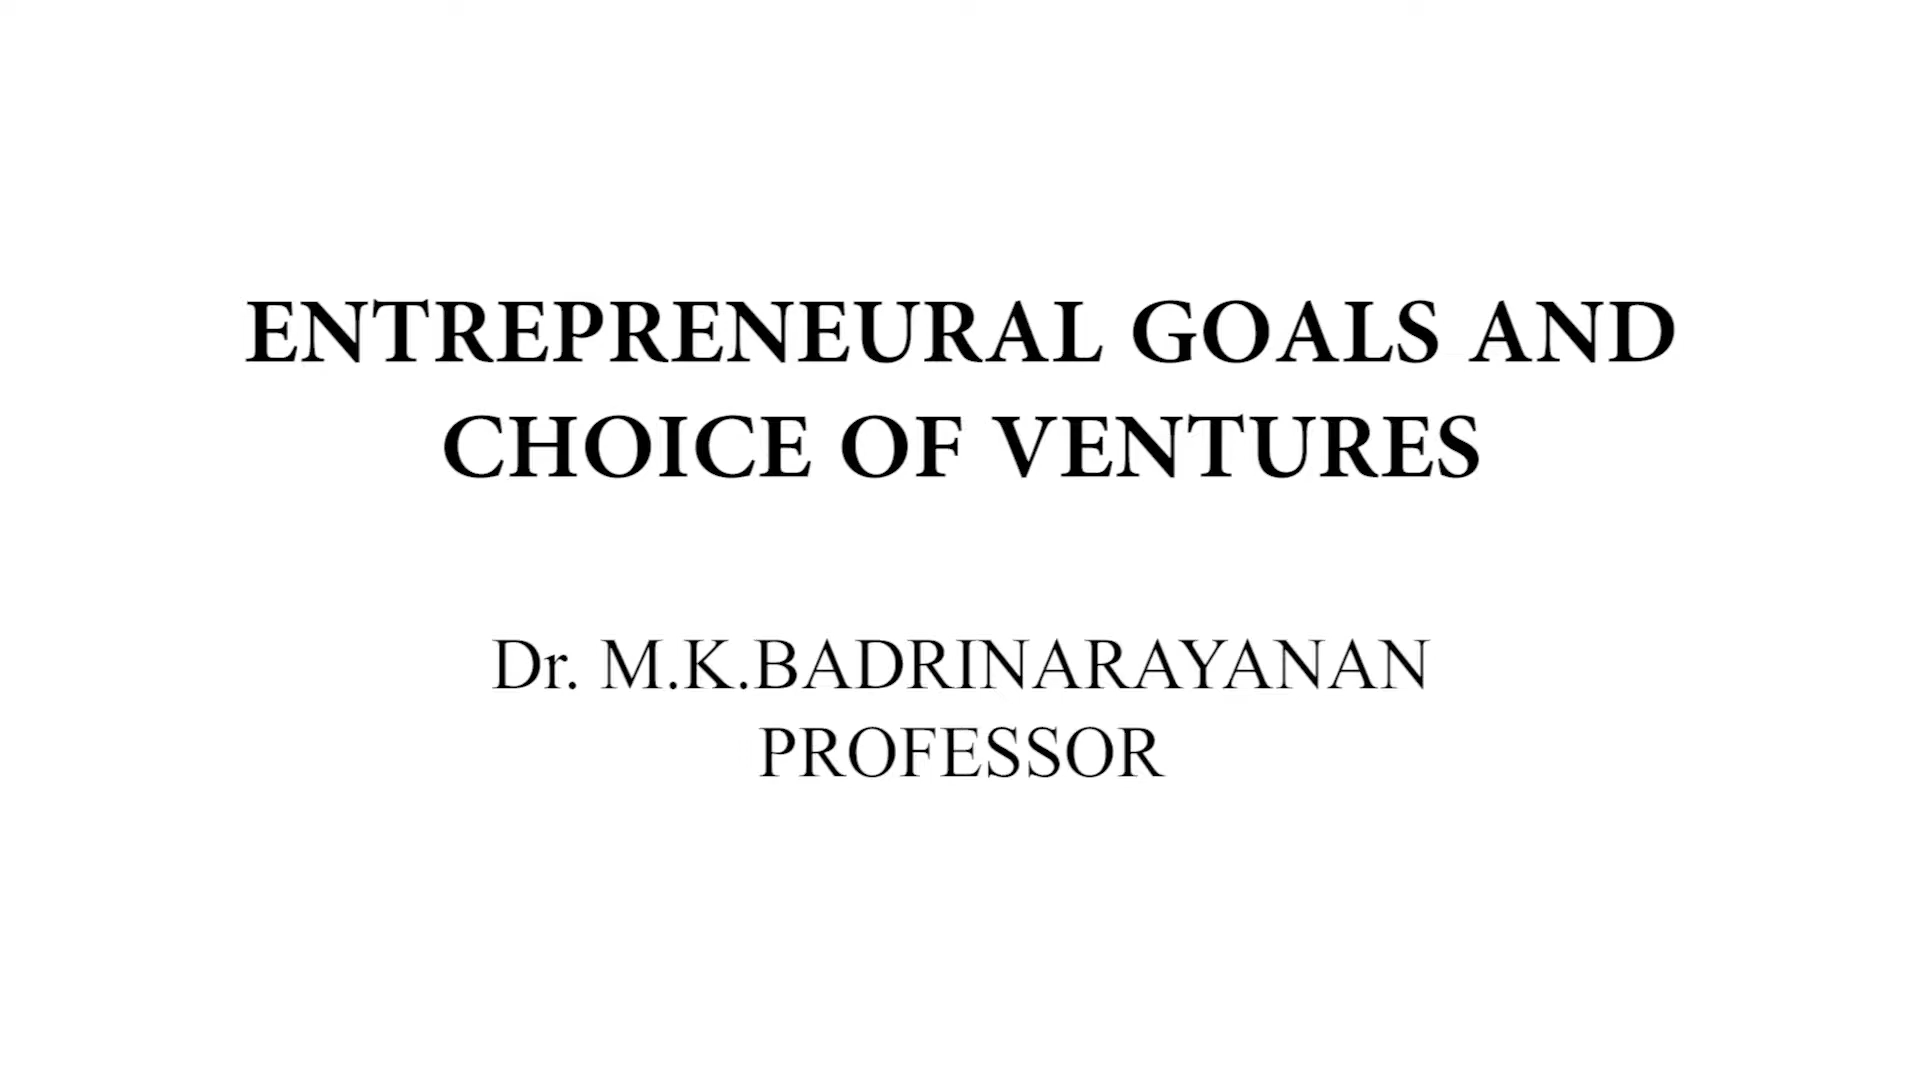 ENTREPRENEURAL GOALS AND
CHOICE OF VENTURES
Dr. M.K.BADRINARAYANAN
PROFESSOR